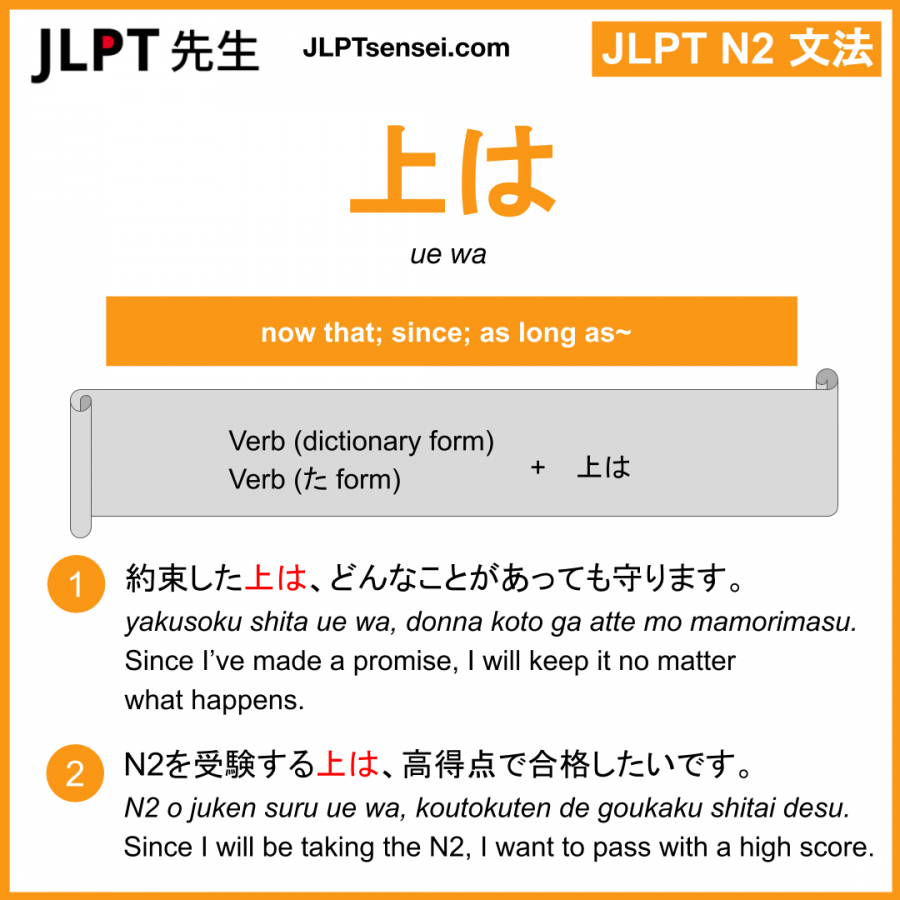 JLPT 先生
JLPTsensei.com
JLPT N2 文法
上は
ue wa
now that; since; as long as~
Verb (dictionary form)
Verb (た form)
+ 上は
1
約束した上は、どんなことがあっても守ります。
yakusoku shita ue wa, donna koto ga atte mo mamorimasu.
Since I’ve made a promise, I will keep it no matter
what happens.
2
N2を受験する上は、高得点で合格したいです。
N2 o juken suru ue wa, koutokuten de goukaku shitai desu.
Since I will be taking the N2, I want to pass with a high score.